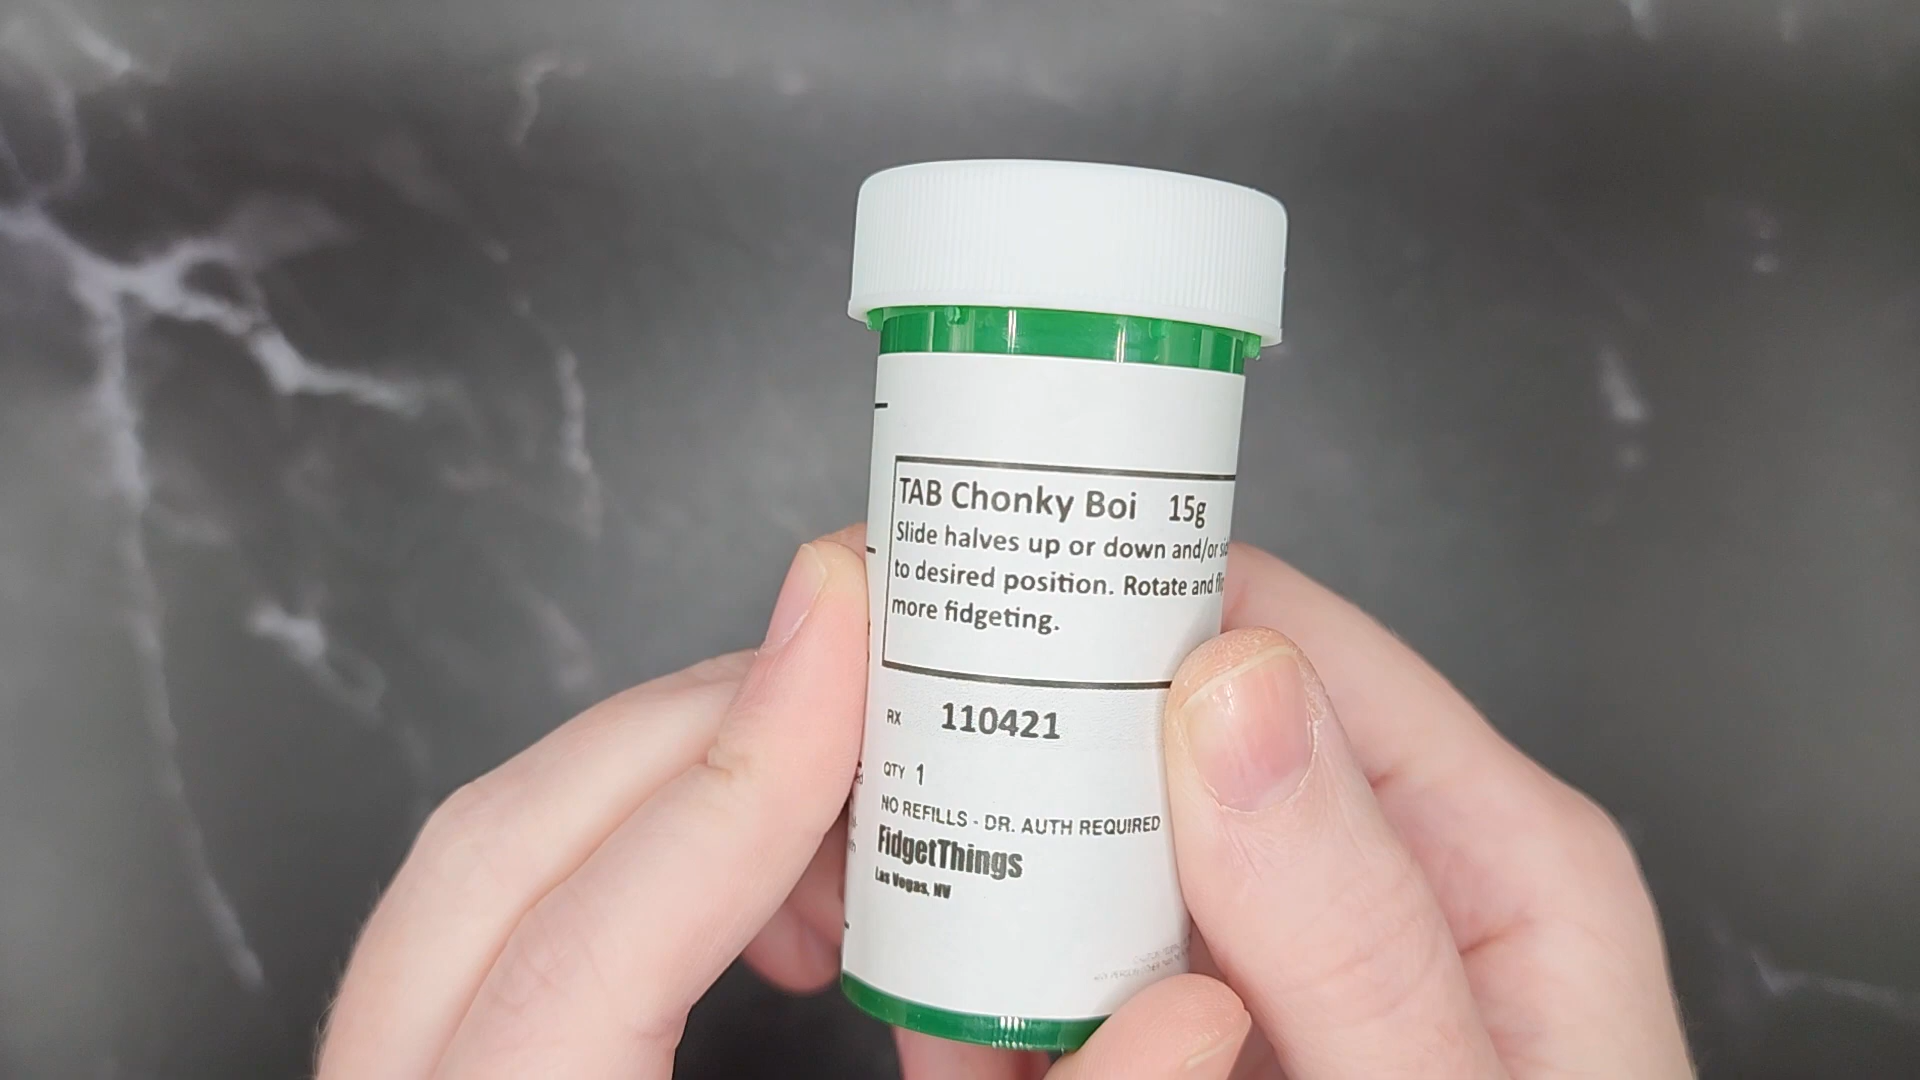 TAB Chonky Boi 15g
Slide halves up or down and/or
to desired position. Rotate and
more fidgeting.
RX 110421
QTY 1
NO REFILLS - DR. AUTH REQUIRED
FidgetThings
Las Vegas, NV